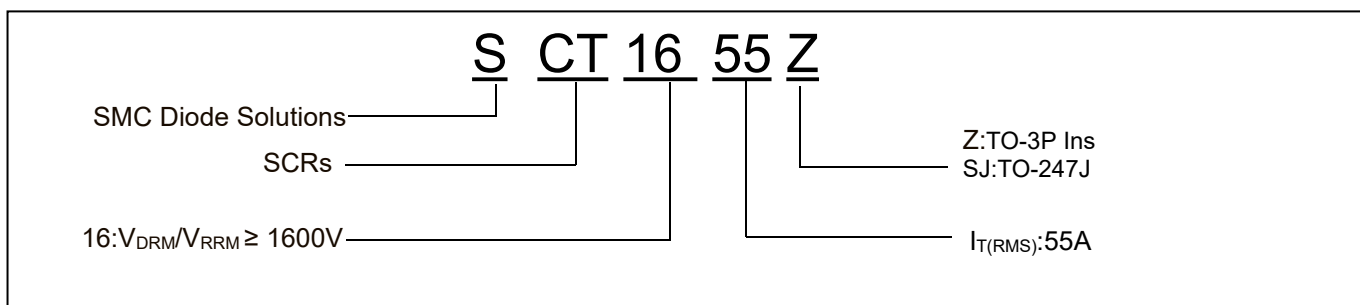 S CT 16 55 Z
SMC Diode Solutions
SCRs
16:VDRM/VRRM ≥ 1600V
Z:TO-3P Ins
SJ:TO-247J
IT(RMS):55A